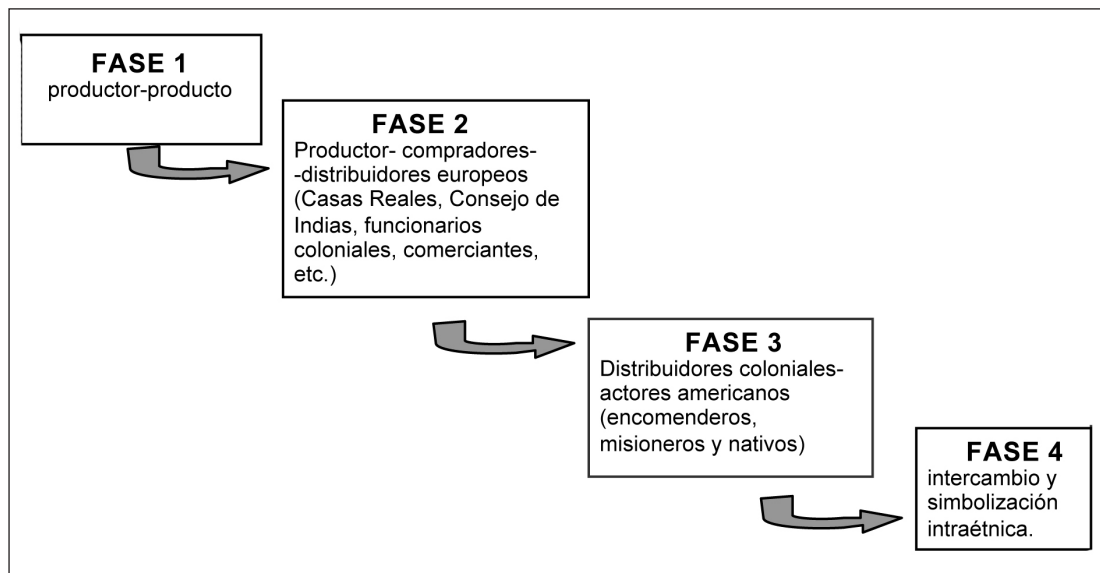 FASE 1
productor-producto
FASE 2
Productor- compradores-
-distribuidores europeos
(Casas Reales, Consejo de
Indias, funcionarios
coloniales, comerciantes,
etc.)
FASE 3
Distribuidores coloniales-
actores americanos
(encomenderos,
misioneros y nativos)
FASE 4
intercambio y
simbolización
intraétnica.